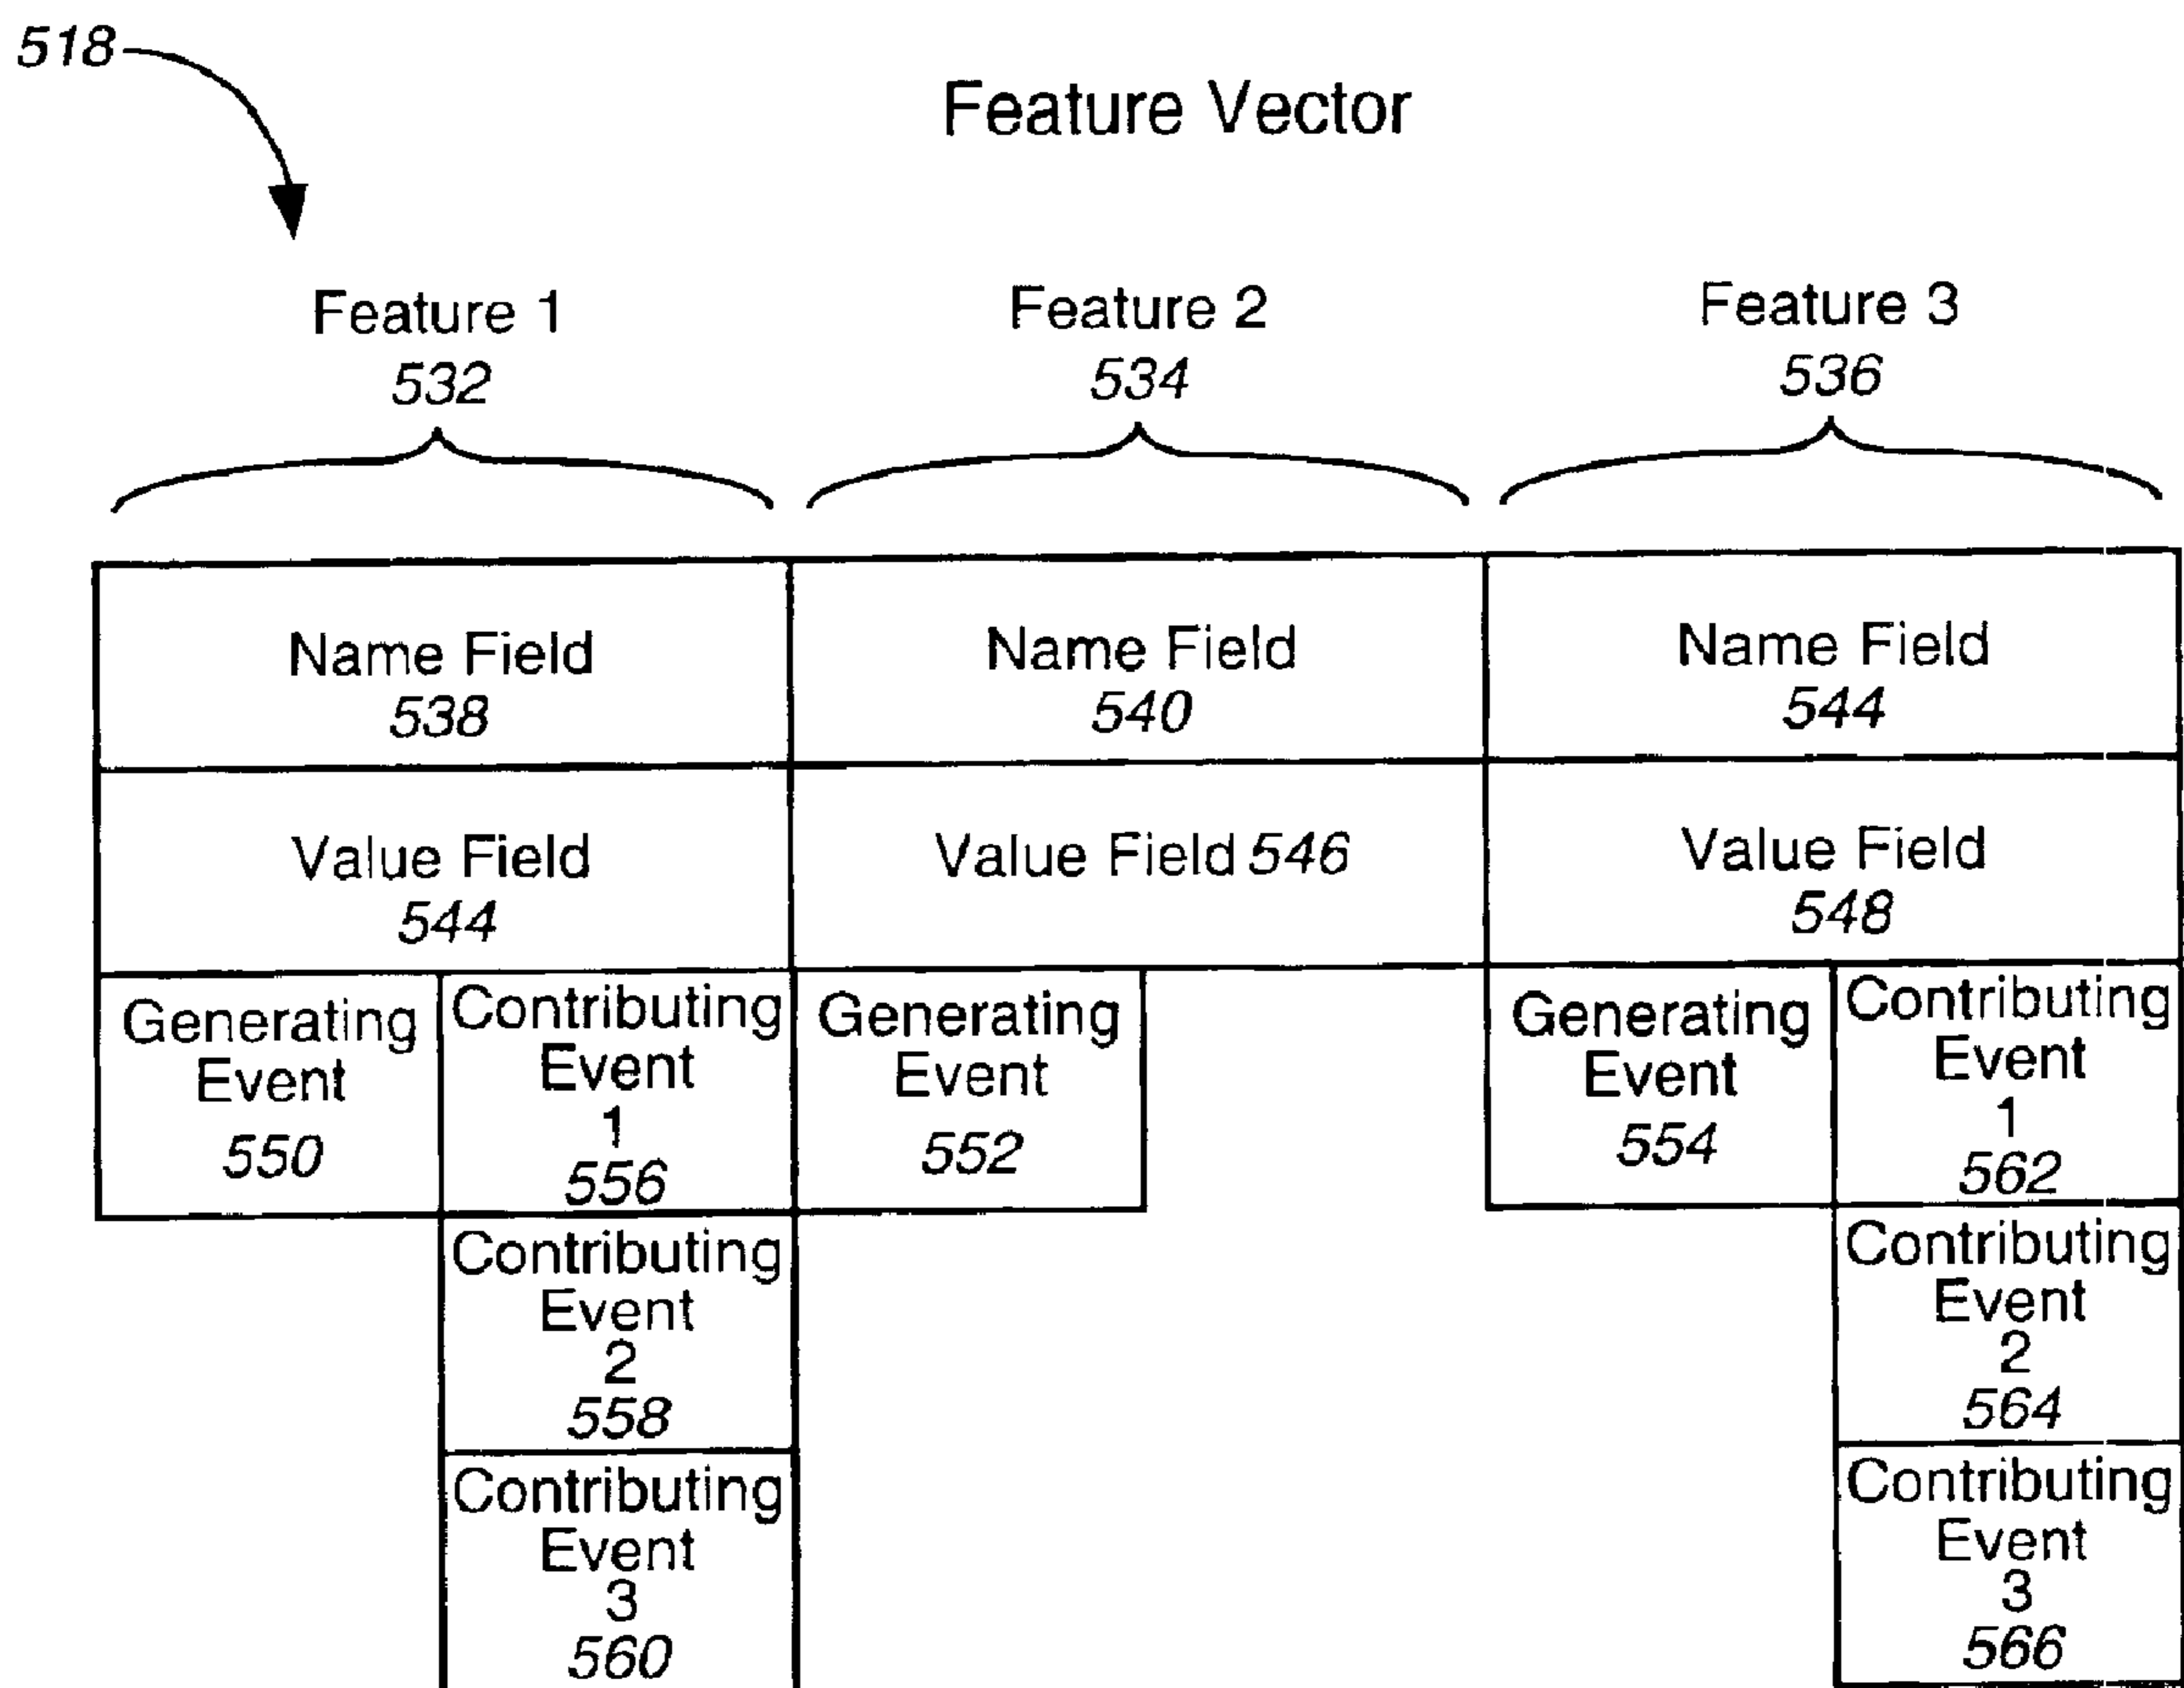 518
Feature Vector
Feature 1
532
Feature 2
534
Feature 3
536
Name Field
538
Name Field
540
Name Field
544
Value Field
544
Value Field 546
Value Field
548
Generating
Event
550
Contributing
Event
1
556
Generating
Event
552
Generating
Event
554
Contributing
Event
1
562
Contributing
Event
2
558
Contributing
Event
2
564
Contributing
Event
3
560
Contributing
Event
3
566